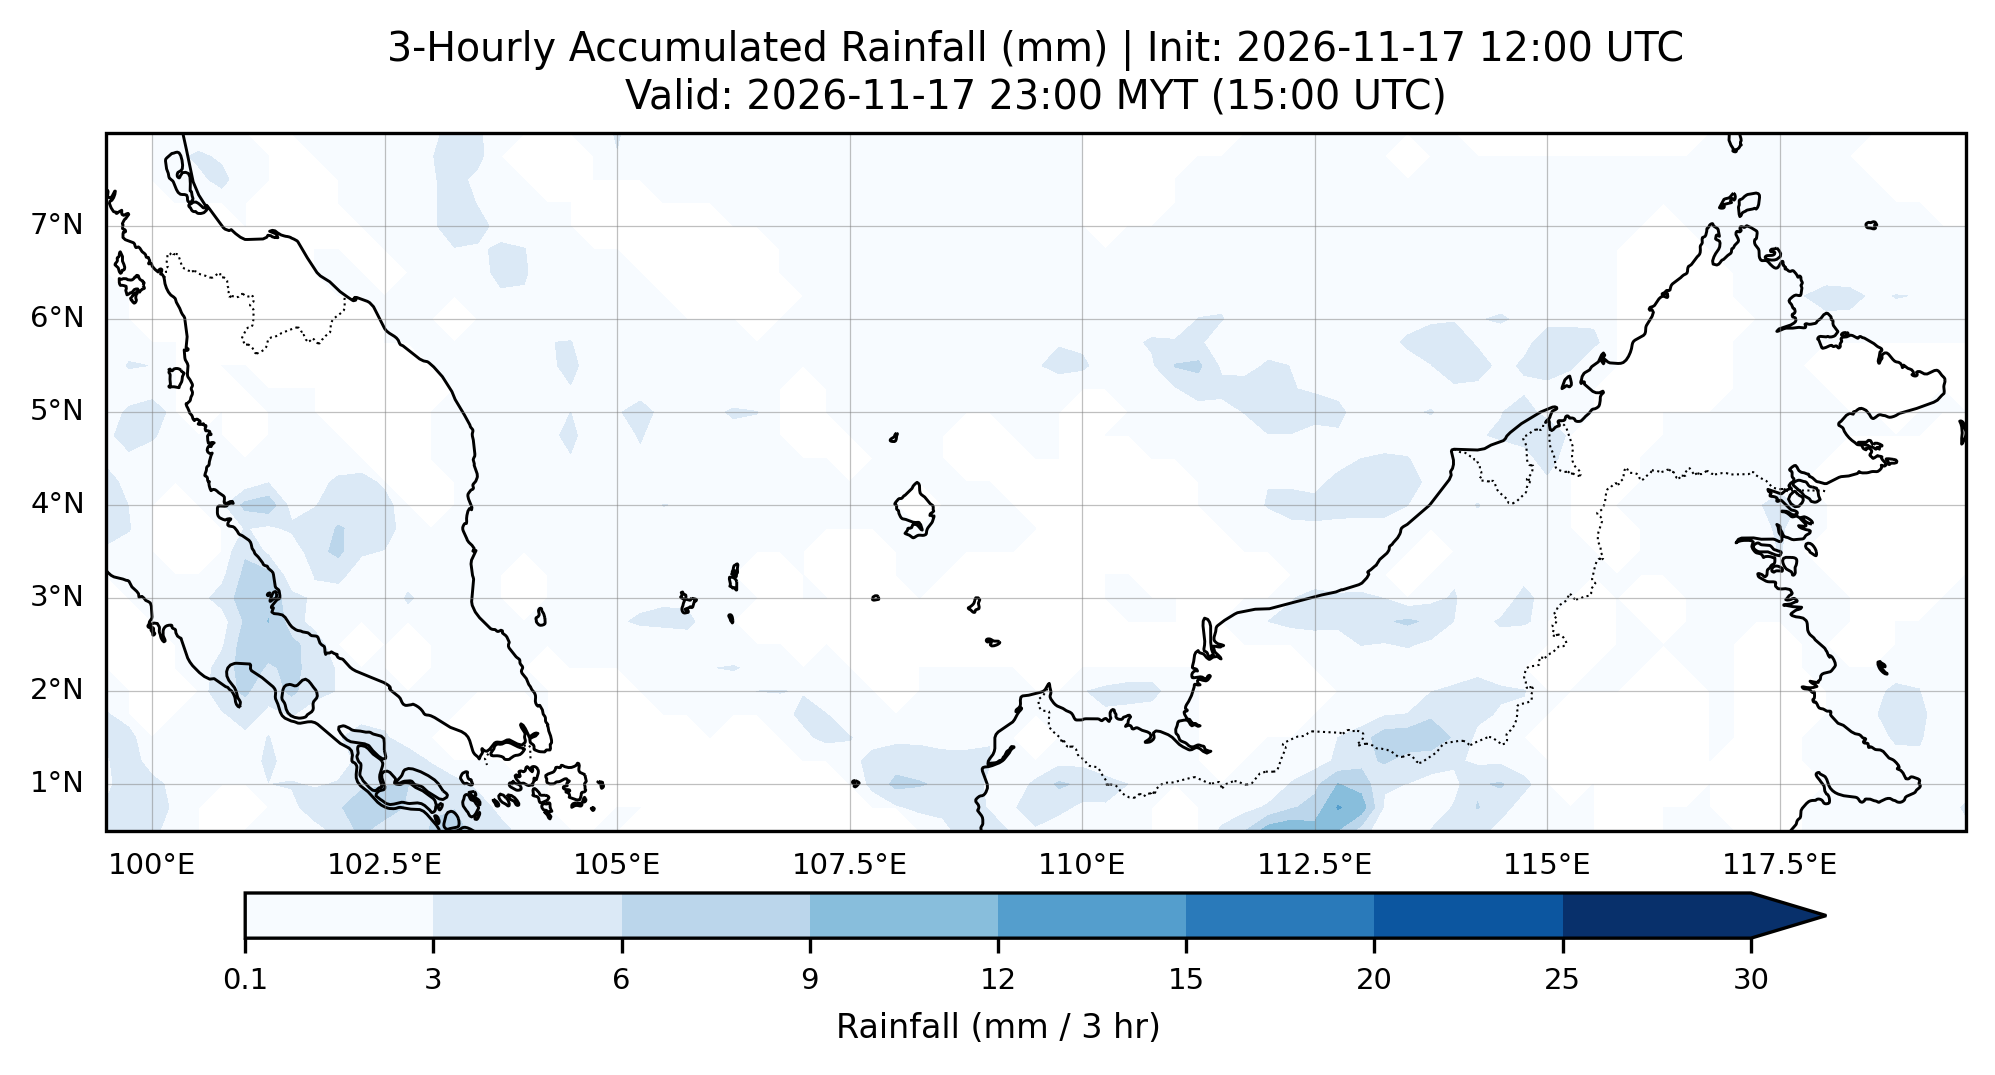 3-Hourly Accumulated Rainfall (mm) | Init: 2026-11-17 12:00 UTC
Valid: 2026-11-17 23:00 MYT (15:00 UTC)
7°N
6°N
5°N
4°N
3°N
2°N
1°N
100°E 102.5°E 105°E 107.5°E 110°E 112.5°E 115°E 117.5°E
0.1 3 6 9 12 15 20 25 30
Rainfall (mm / 3 hr)